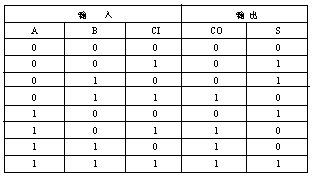 输 入 输 出
A B CI CO S
0 0 0 0 0
0 0 1 0 1
0 1 0 0 1
0 1 1 1 0
1 0 0 0 1
1 0 1 1 0
1 1 0 1 0
1 1 1 1 1